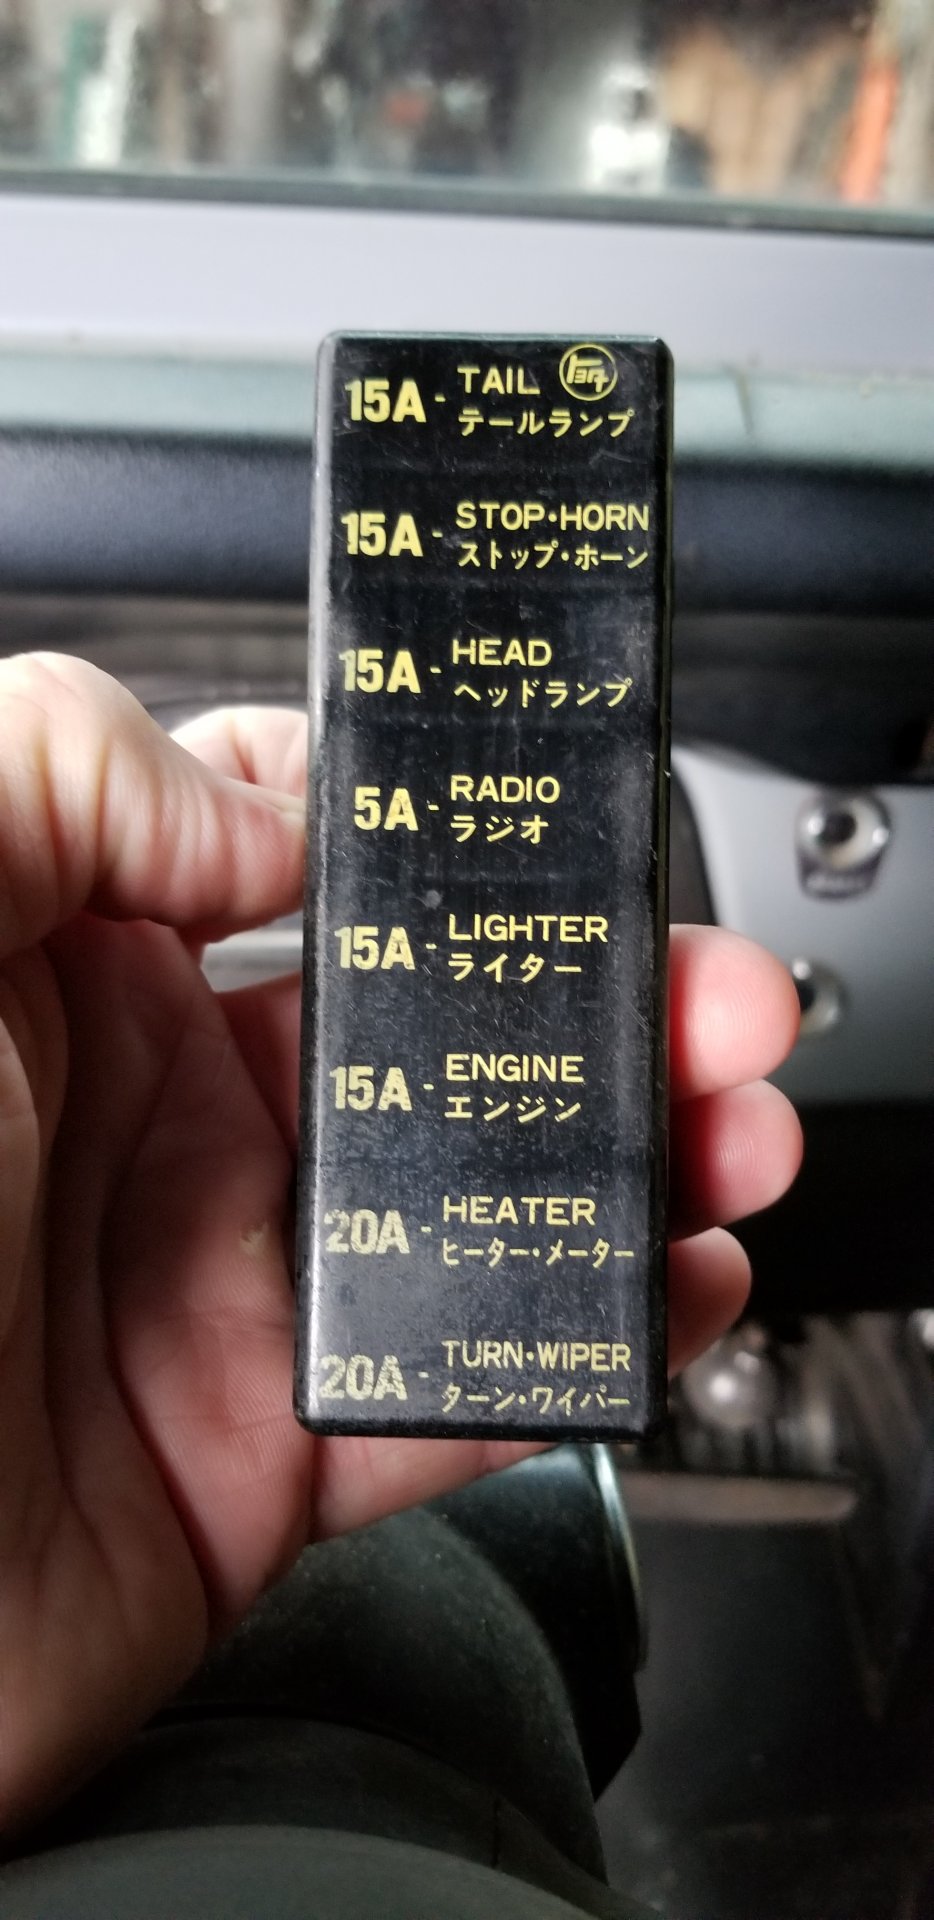 15A - TAIL トヨタ
テールランプ
15A - STOP・HORN
ストップ・ホーン
15A - HEAD
ヘッドランプ
5A - RADIO
ラジオ
15A - LIGHTER
ライター
15A - ENGINE
エンジン
20A - HEATER
ヒーター・メーター
20A - TURN・WIPER
ターン・ワイパー